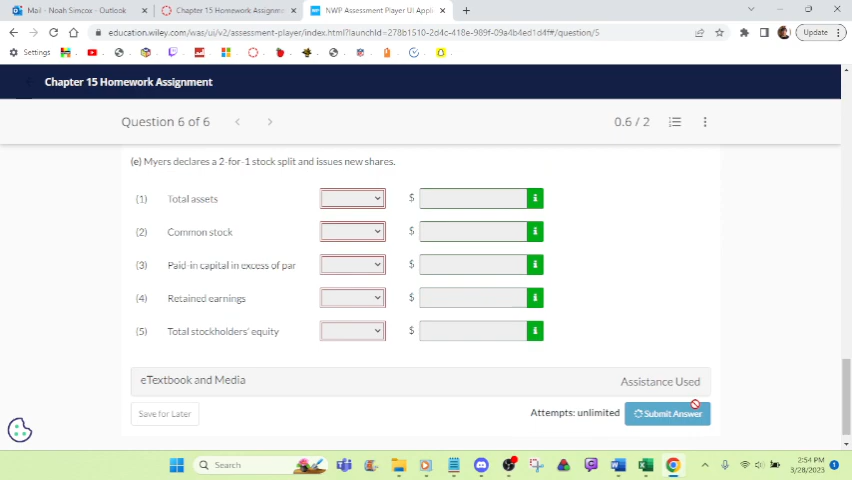 Mail - Noah Simcox - Outlook
Chapter 15 Homework Assignm
NWP Assessment Player UI Appli
education.wiley.com/was/ui/v2/assessment-player/index.html?launchId=278b1510-2d4c-418e-968f-09a4b4ed1d4f#/question/5
Update
Settings
Chapter 15 Homework Assignment
Question 6 of 6
0.6 / 2
(e) Myers declares a 2-for-1 stock split and issues new shares.
(1) Total assets $
(2) Common stock $
(3) Paid-in capital in excess of par $
(4) Retained earnings $
(5) Total stockholders' equity $
eTextbook and Media
Assistance Used
Save for Later
Attempts: unlimited
Submit Answer
Search
2:54 PM
3/28/2023